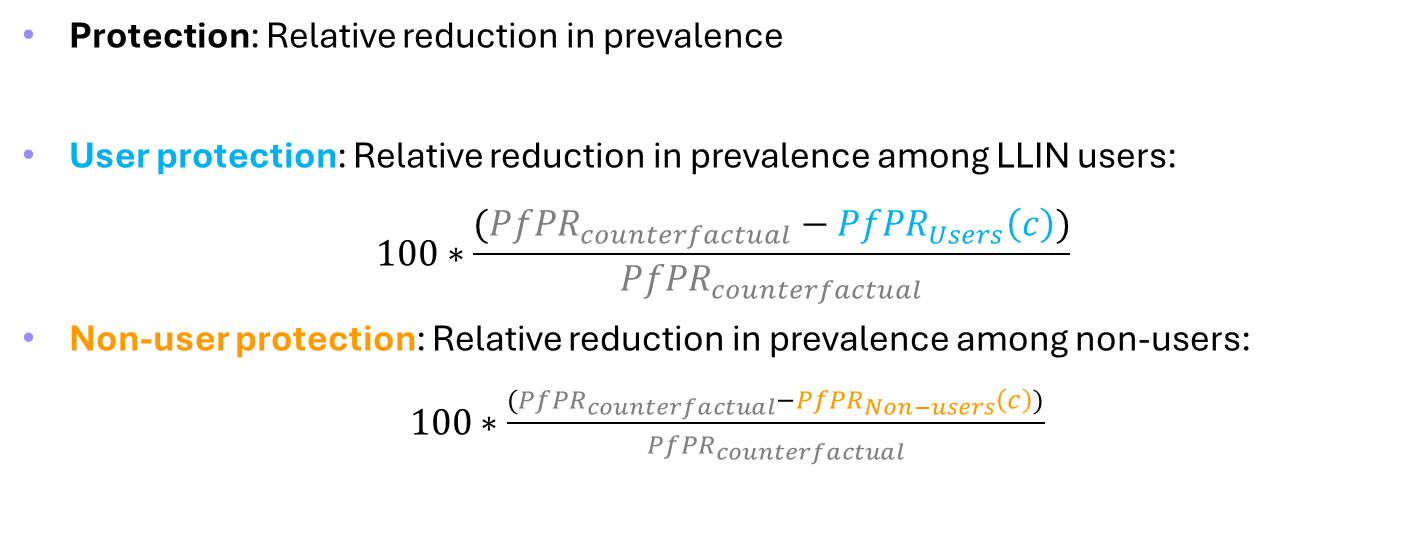 • Protection: Relative reduction in prevalence
• User protection: Relative reduction in prevalence among LLIN users:
100 * (PfPR_counterfactual − PfPR_Users(c)) / PfPR_counterfactual
• Non-user protection: Relative reduction in prevalence among non-users:
100 * (PfPR_counterfactual−PfPR_Non−users(c)) / PfPR_counterfactual